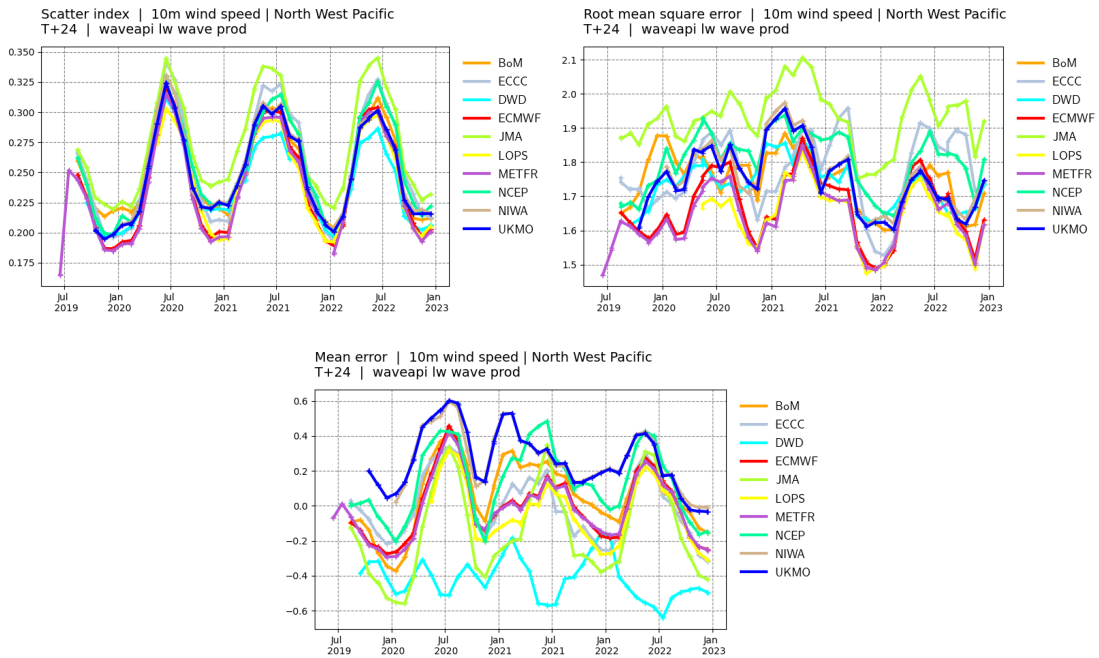 Scatter index | 10m wind speed | North West Pacific
T+24 | waveapi lw wave prod
0.350
0.325
0.300
0.275
0.250
0.225
0.200
0.175
Jul 2019
Jan 2020
Jul 2020
Jan 2021
Jul 2021
Jan 2022
Jul 2022
Jan 2023
BoM
ECCC
DWD
ECMWF
JMA
LOPS
METFR
NCEP
NIWA
UKMO
Root mean square error | 10m wind speed | North West Pacific
T+24 | waveapi lw wave prod
2.1
2.0
1.9
1.8
1.7
1.6
1.5
Jul 2019
Jan 2020
Jul 2020
Jan 2021
Jul 2021
Jan 2022
Jul 2022
Jan 2023
BoM
ECCC
DWD
ECMWF
JMA
LOPS
METFR
NCEP
NIWA
UKMO
Mean error | 10m wind speed | North West Pacific
T+24 | waveapi lw wave prod
0.6
0.4
0.2
0.0
−0.2
−0.4
−0.6
Jul 2019
Jan 2020
Jul 2020
Jan 2021
Jul 2021
Jan 2022
Jul 2022
Jan 2023
BoM
ECCC
DWD
ECMWF
JMA
LOPS
METFR
NCEP
NIWA
UKMO